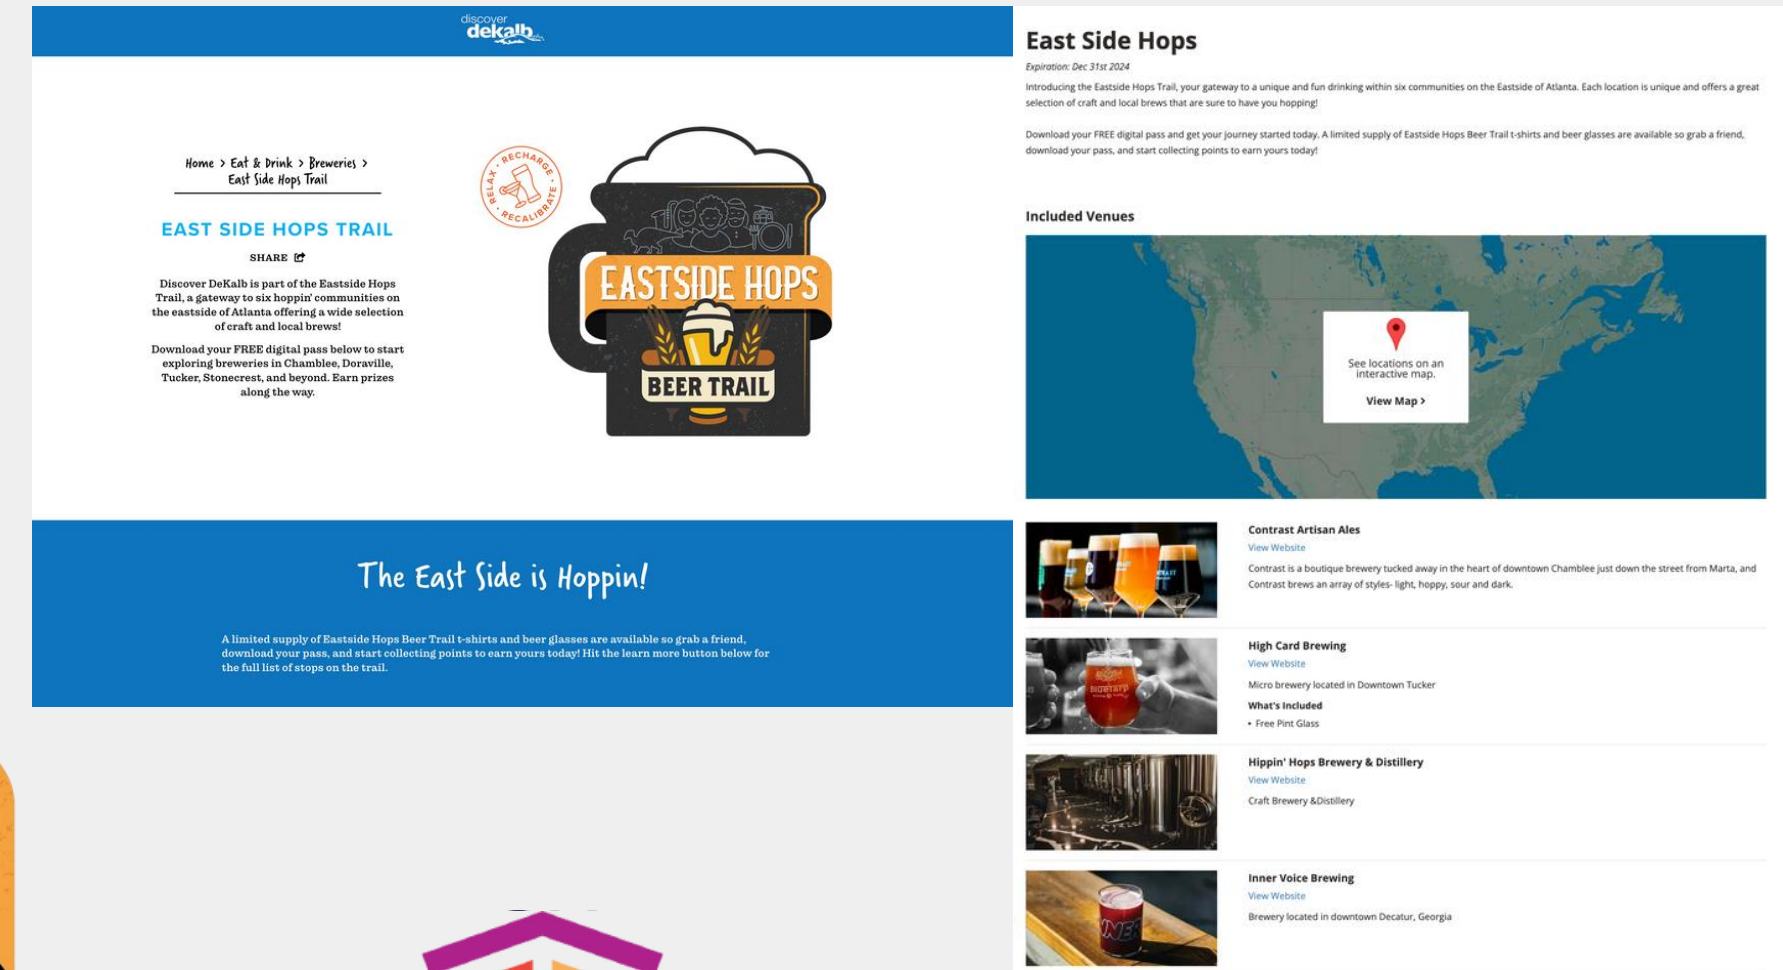 discover
dekalb
Home > Eat & Drink > Breweries >
East Side Hops Trail
EAST SIDE HOPS TRAIL
SHARE
Discover DeKalb is part of the Eastside Hops
Trail, a gateway to six hoppin' communities on
the eastside of Atlanta offering a wide selection
of craft and local brews!
Download your FREE digital pass below to start
exploring breweries in Chamblee, Doraville,
Tucker, Stonecrest, and beyond. Earn prizes
along the way.
RELAX • RECHARGE • RECALIBRATE •
EASTSIDE HOPS
BEER TRAIL
The East Side is Hoppin!
A limited supply of Eastside Hops Beer Trail t-shirts and beer glasses are available so grab a friend,
download your pass, and start collecting points to earn yours today! Hit the learn more button below for
the full list of stops on the trail.
East Side Hops
Expiration: Dec 31st 2024
Introducing the Eastside Hops Trail, your gateway to a unique and fun drinking within six communities on the Eastside of Atlanta. Each location is unique and offers a great
selection of craft and local brews that are sure to have you hopping!
Download your FREE digital pass and get your journey started today. A limited supply of Eastside Hops Beer Trail t-shirts and beer glasses are available so grab a friend,
download your pass, and start collecting points to earn yours today!
Included Venues
See locations on an
interactive map.
View Map >
Contrast Artisan Ales
View Website
Contrast is a boutique brewery tucked away in the heart of downtown Chamblee just down the street from Marta, and
Contrast brews an array of styles- light, hoppy, sour and dark.
High Card Brewing
View Website
Micro brewery located in Downtown Tucker
What's Included
• Free Pint Glass
Hippin' Hops Brewery & Distillery
View Website
Craft Brewery &Distillery
INNER
Inner Voice Brewing
View Website
Brewery located in downtown Decatur, Georgia